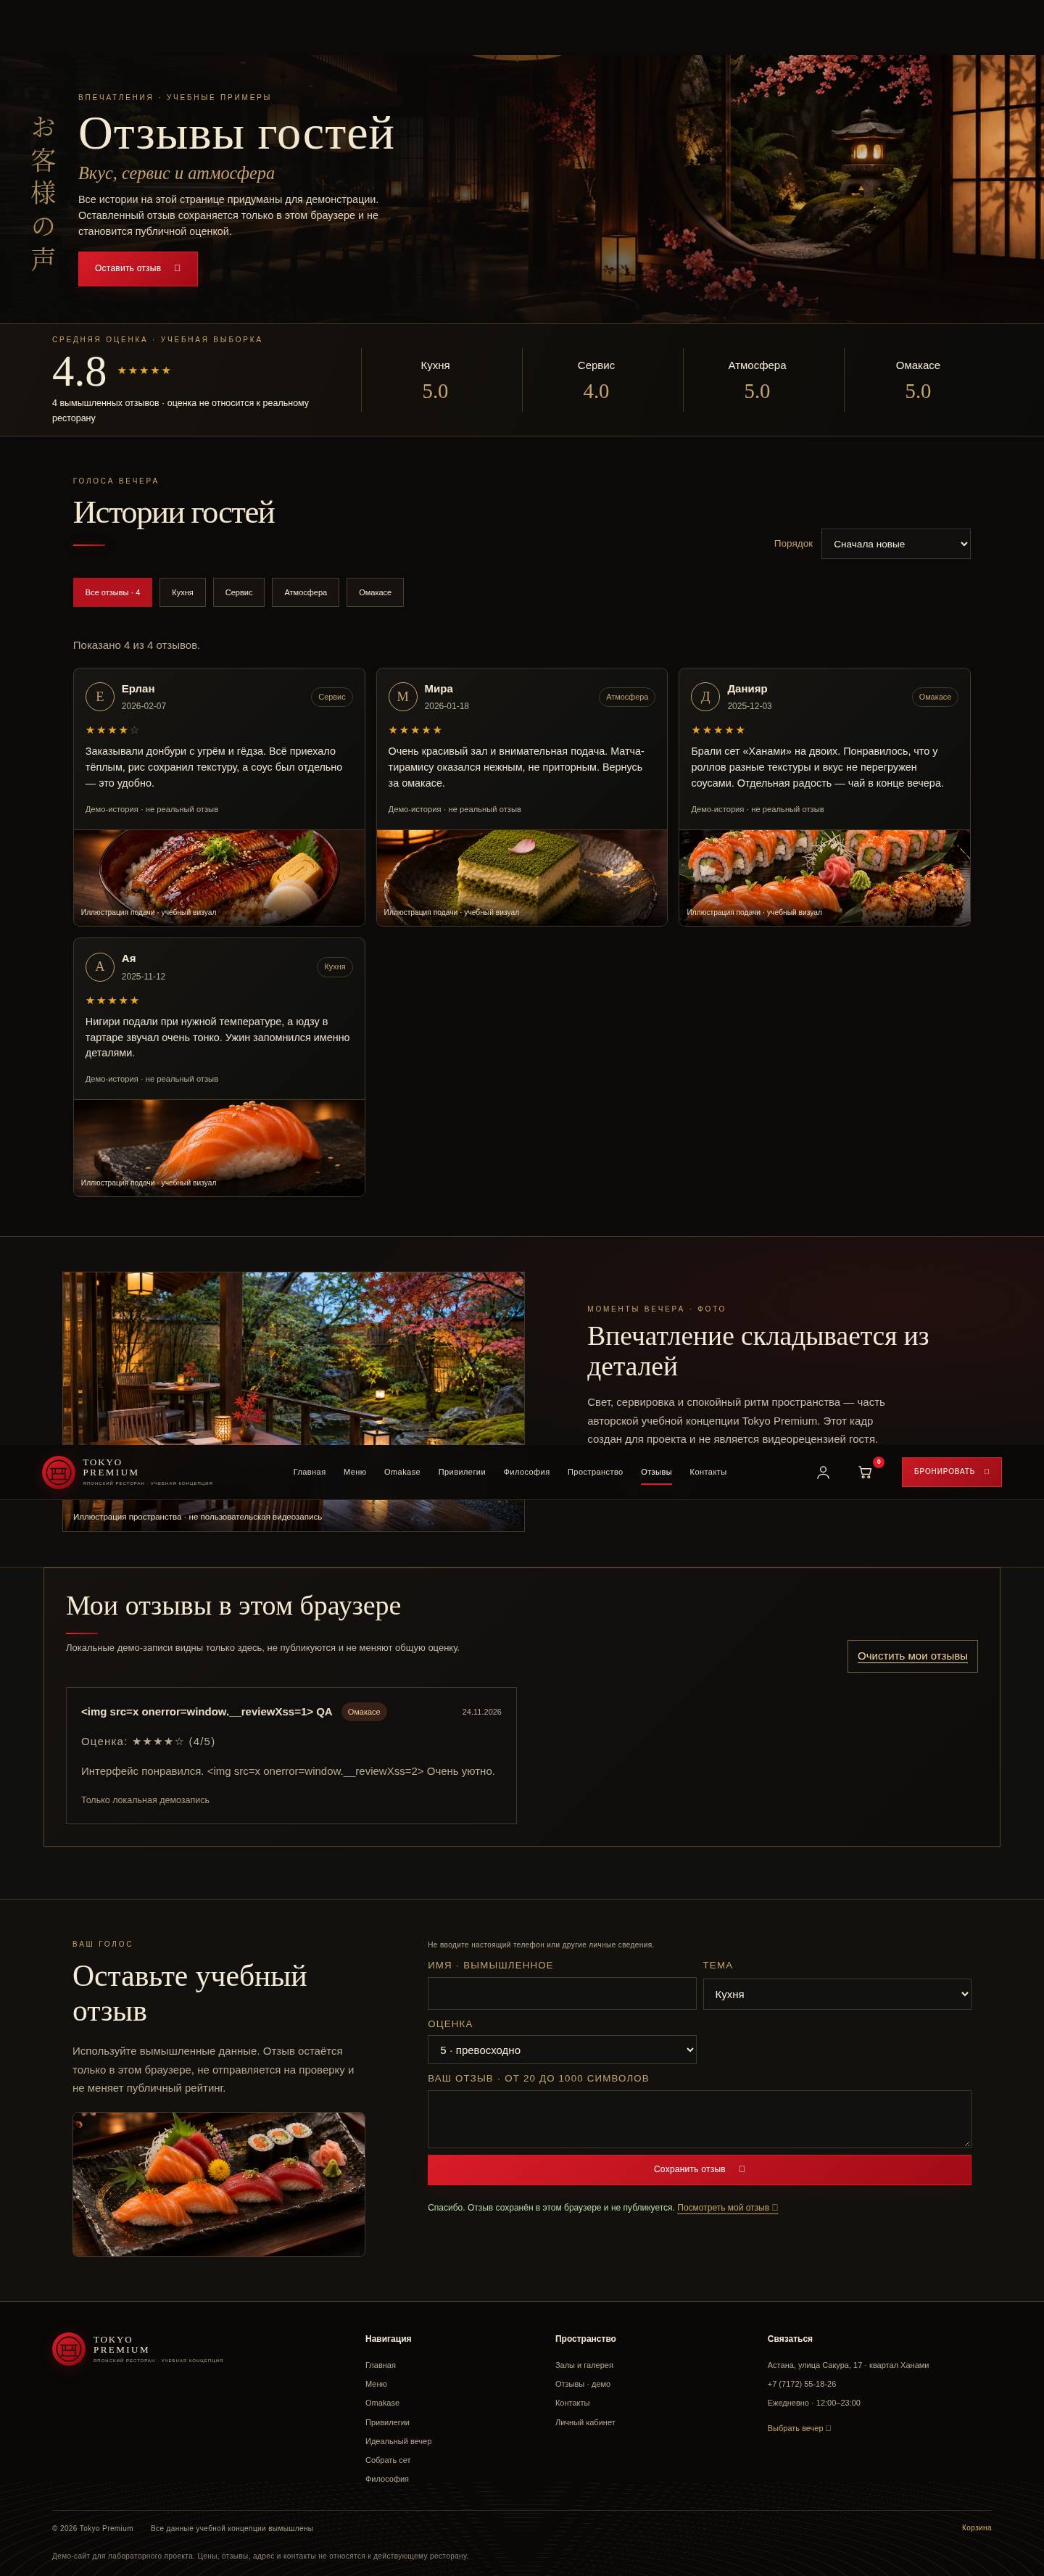 お客様の声
ВПЕЧАТЛЕНИЯ · УЧЕБНЫЕ ПРИМЕРЫ
Отзывы гостей
Вкус, сервис и атмосфера
Все истории на этой странице придуманы для демонстрации.
Оставленный отзыв сохраняется только в этом браузере и не
становится публичной оценкой.
Оставить отзыв
СРЕДНЯЯ ОЦЕНКА · УЧЕБНАЯ ВЫБОРКА
4.8 ★★★★★
4 вымышленных отзывов · оценка не относится к реальному
ресторану
Кухня
5.0
Сервис
4.0
Атмосфера
5.0
Омакасе
5.0
ГОЛОСА ВЕЧЕРА
Истории гостей
Порядок Сначала новые
Все отзывы · 4 Кухня Сервис Атмосфера Омакасе
Показано 4 из 4 отзывов.
Е
Ерлан
2026-02-07
Сервис
★★★★☆
Заказывали донбури с угрём и гёдза. Всё приехало
тёплым, рис сохранил текстуру, а соус был отдельно
— это удобно.
Демо-история · не реальный отзыв
Иллюстрация подачи · учебный визуал
М
Мира
2026-01-18
Атмосфера
★★★★★
Очень красивый зал и внимательная подача. Матча-
тирамису оказался нежным, не приторным. Вернусь
за омакасе.
Демо-история · не реальный отзыв
Иллюстрация подачи · учебный визуал
Д
Данияр
2025-12-03
Омакасе
★★★★★
Брали сет «Ханами» на двоих. Понравилось, что у
роллов разные текстуры и вкус не перегружен
соусами. Отдельная радость — чай в конце вечера.
Демо-история · не реальный отзыв
Иллюстрация подачи · учебный визуал
А
Ая
2025-11-12
Кухня
★★★★★
Нигири подали при нужной температуре, а юдзу в
тартаре звучал очень тонко. Ужин запомнился именно
деталями.
Демо-история · не реальный отзыв
Иллюстрация подачи · учебный визуал
МОМЕНТЫ ВЕЧЕРА · ФОТО
Впечатление складывается из
деталей
Свет, сервировка и спокойный ритм пространства — часть
авторской учебной концепции Tokyo Premium. Этот кадр
создан для проекта и не является видеорецензией гостя.
TOKYO
PREMIUM
ЯПОНСКИЙ РЕСТОРАН · УЧЕБНАЯ КОНЦЕПЦИЯ
Главная Меню Omakase Привилегии Философия Пространство Отзывы Контакты
0
БРОНИРОВАТЬ
Иллюстрация пространства · не пользовательская видеозапись
Мои отзывы в этом браузере
Локальные демо-записи видны только здесь, не публикуются и не меняют общую оценку.
Очистить мои отзывы
<img src=x onerror=window.__reviewXss=1> QA Омакасе 24.11.2026
Оценка: ★★★★☆ (4/5)
Интерфейс понравился. <img src=x onerror=window.__reviewXss=2> Очень уютно.
Только локальная демозапись
ВАШ ГОЛОС
Оставьте учебный
отзыв
Используйте вымышленные данные. Отзыв остаётся
только в этом браузере, не отправляется на проверку и
не меняет публичный рейтинг.
Не вводите настоящий телефон или другие личные сведения.
ИМЯ · ВЫМЫШЛЕННОЕ
ТЕМА
Кухня
ОЦЕНКА
5 · превосходно
ВАШ ОТЗЫВ · ОТ 20 ДО 1000 СИМВОЛОВ
Сохранить отзыв
Спасибо. Отзыв сохранён в этом браузере и не публикуется. Посмотреть мой отзыв
TOKYO
PREMIUM
ЯПОНСКИЙ РЕСТОРАН · УЧЕБНАЯ КОНЦЕПЦИЯ
Навигация
Главная
Меню
Omakase
Привилегии
Идеальный вечер
Собрать сет
Философия
Пространство
Залы и галерея
Отзывы · демо
Контакты
Личный кабинет
Связаться
Астана, улица Сакура, 17 · квартал Ханами
+7 (7172) 55-18-26
Ежедневно · 12:00–23:00
Выбрать вечер
© 2026 Tokyo Premium Все данные учебной концепции вымышлены
Корзина
Демо-сайт для лабораторного проекта. Цены, отзывы, адрес и контакты не относятся к действующему ресторану.